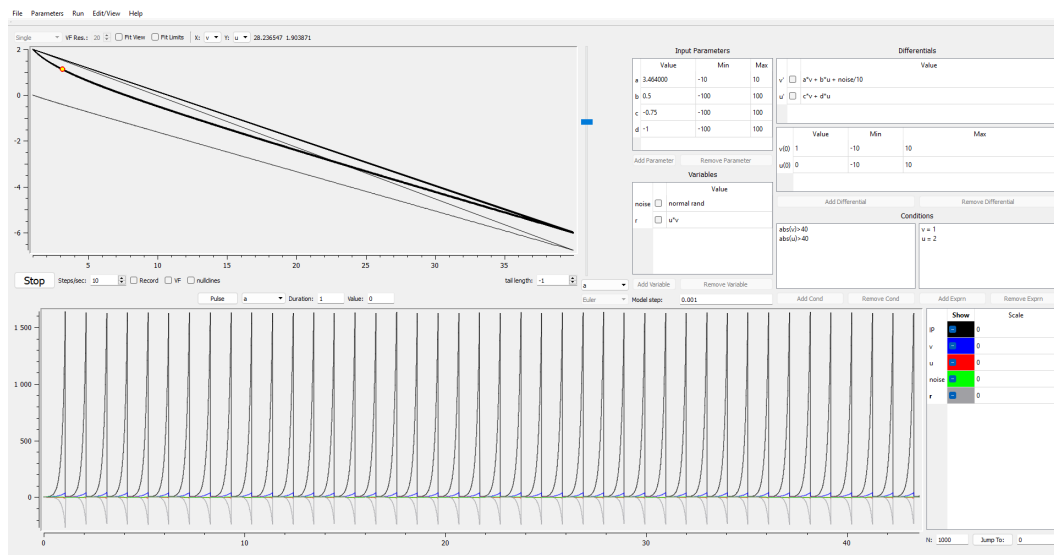 File Parameters Run Edit/View Help
Single VF Res.: 20 Fit View Fit Limits X: v Y: u 28.236547 1.903871
2
0
-2
-4
-6
5 10 15 20 25 30 35
Stop Steps/sec: 10 Record VF nullclines tail length: -1
Pulse a Duration: 1 Value: 0
Input Parameters
Value Min Max
a 3.464000 -10 10
b 0.5 -100 100
c -0.75 -100 100
d -1 -100 100
Add Parameter Remove Parameter
Variables
Value
noise normal rand
r u*v
a Add Variable Remove Variable
Euler Model step: 0.001
Differentials
Value
v' a*v + b*u + noise/10
u' c*v + d*u
Value Min Max
v(0) 1 -10 10
u(0) 0 -10 10
Add Differential Remove Differential
Conditions
abs(v)>40 v = 1
abs(u)>40 u = 2
Add Cond Remove Cond Add Exprn Remove Exprn
1 500
1 000
500
0
0 10 20 30 40
Show Scale
IP 0
v 0
u 0
noise 0
r 0
N: 1000 Jump To: 0